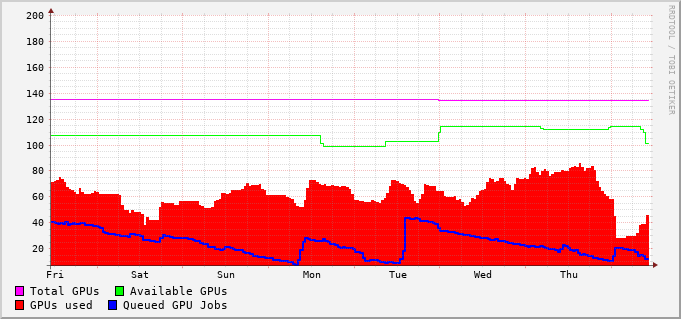 200
180
160
140
120
100
80
60
40
20
Fri Sat Sun Mon Tue Wed Thu
Total GPUs Available GPUs
GPUs used Queued GPU Jobs
RRDTOOL / TOBI OETIKER